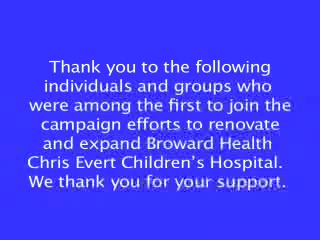 Thank you to the following
individuals and groups who
were among the first to join the
campaign efforts to renovate
and expand Broward Health
Chris Evert Children's Hospital.
We thank you for your support.